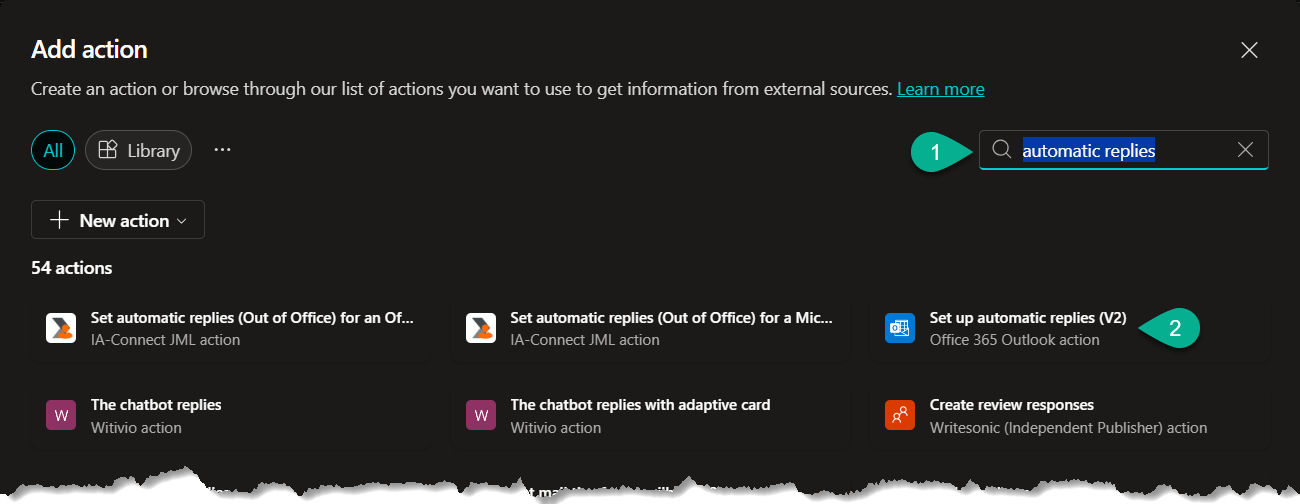 Add action
Create an action or browse through our list of actions you want to use to get information from external sources. Learn more
All
Library
...
1
automatic replies
New action
54 actions
Set automatic replies (Out of Office) for an Of...
IA-Connect JML action
Set automatic replies (Out of Office) for a Mic...
IA-Connect JML action
Set up automatic replies (V2)
Office 365 Outlook action
2
W
The chatbot replies
Witivio action
W
The chatbot replies with adaptive card
Witivio action
Create review responses
Writesonic (Independent Publisher) action